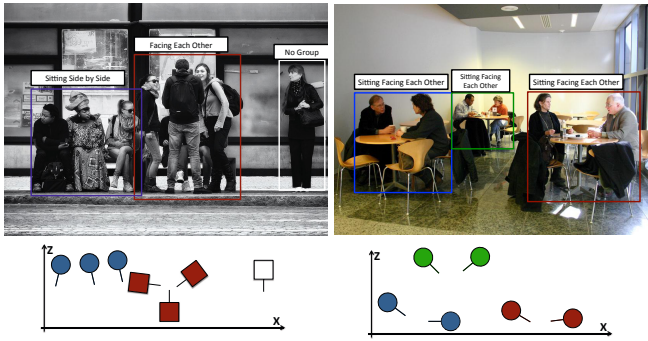 Facing Each Other
No Group
Sitting Side by Side
Sitting Facing Each Other
Sitting Facing
Each Other
Sitting Facing Each Other
Z
X
Z
X